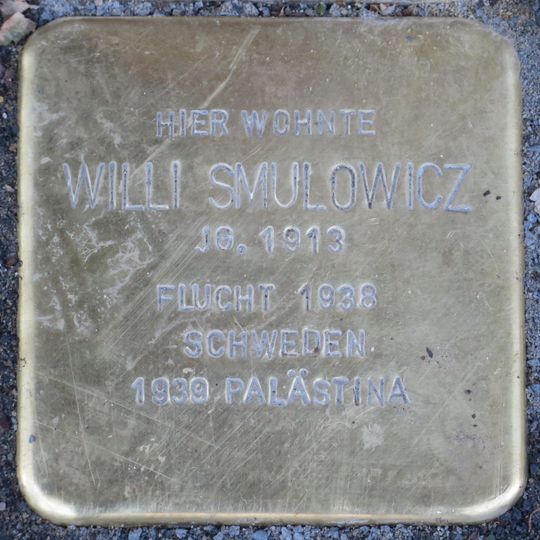 HIER WOHNTE
WILLI SMULOWICZ
JG. 1913
FLUCHT 1938
SCHWEDEN
1939 PALÄSTINA